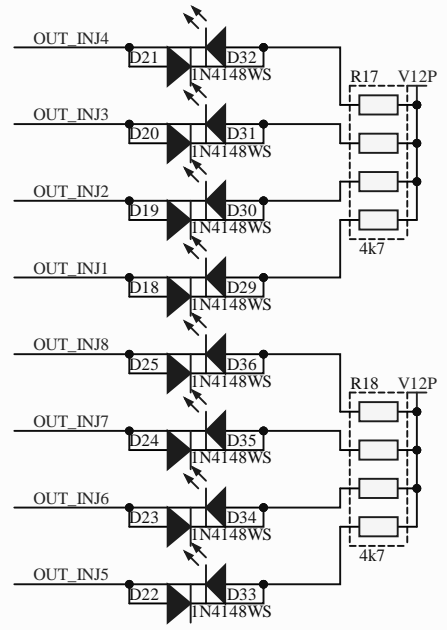 OUT_INJ4
D21 D32
1N4148WS
R17 V12P
OUT_INJ3
D20 D31
1N4148WS
OUT_INJ2
D19 D30
1N4148WS
4k7
OUT_INJ1
D18 D29
1N4148WS
OUT_INJ8
D25 D36
1N4148WS
R18 V12P
OUT_INJ7
D24 D35
1N4148WS
OUT_INJ6
D23 D34
1N4148WS
4k7
OUT_INJ5
D22 D33
1N4148WS